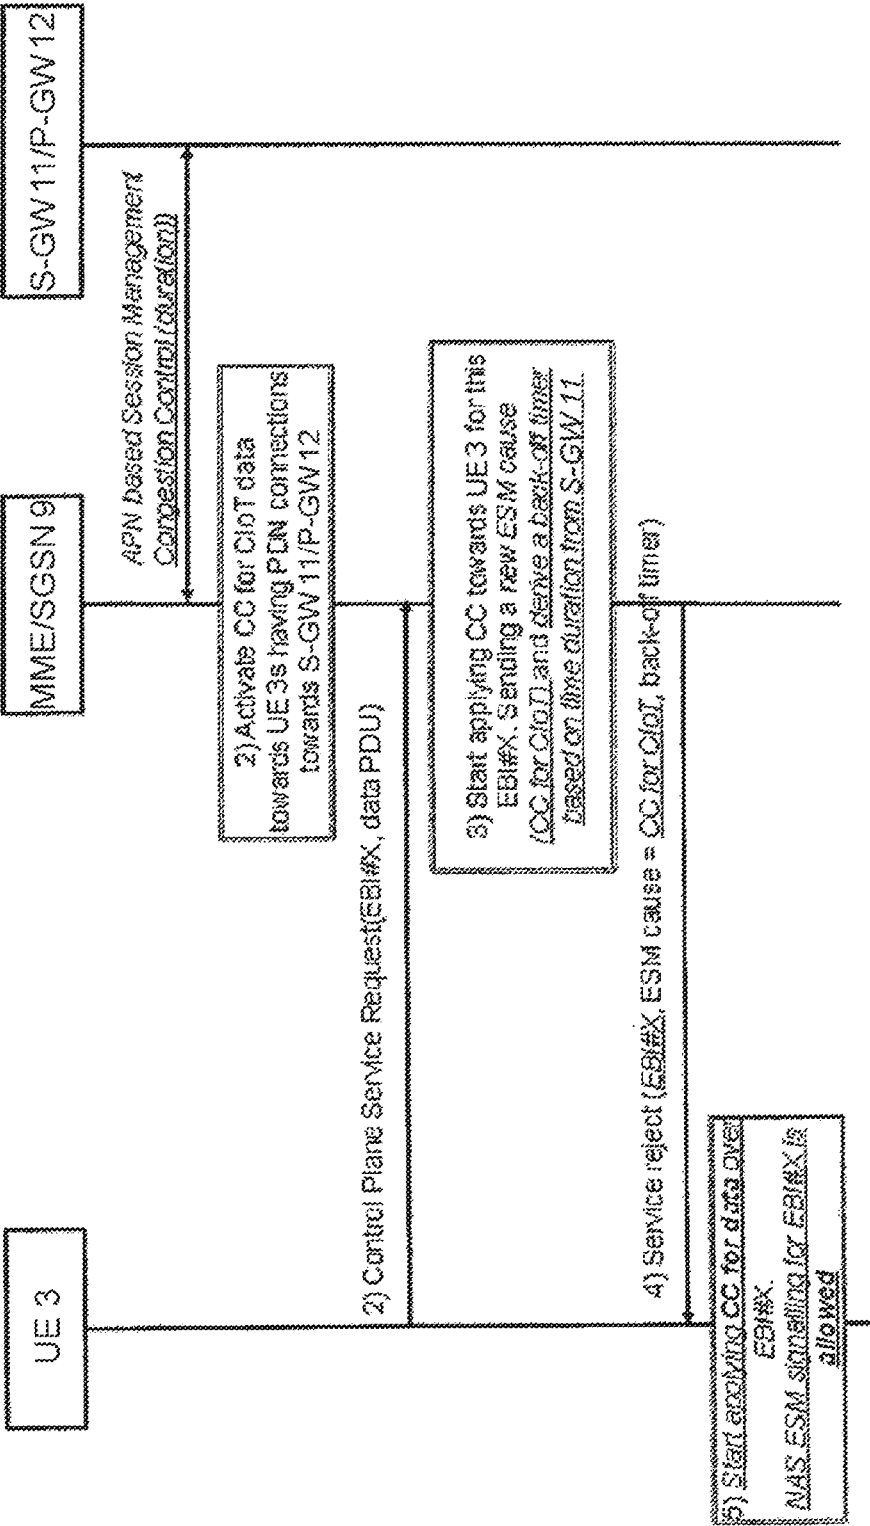 UE 3
MME/SGSN 9
S-GW 11/P-GW 12
APN based Session Management
Congestion Control (duration))
2) Activate CC for CIoT data
towards UE 3s having PDN connections
towards S-GW 11/P-GW 12
2) Control Plane Service Request(EBI#X, data PDU)
3) Start applying CC towards UE 3 for this
EBI#X. Sending a new ESM cause
(CC for CIoT) and derive a back-off timer
based on time duration from S-GW 11.
4) Service reject (EBI#X, ESM cause = CC for CIoT, back-off timer)
5) Start applying CC for data over
EBI#X.
NAS ESM signalling for EBI#X is
allowed